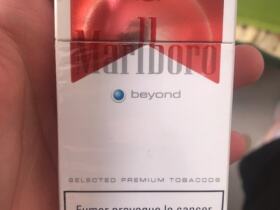 Marlboro
beyond
SELECTED PREMIUM TOBACCOS
Fumer provoque le cancer